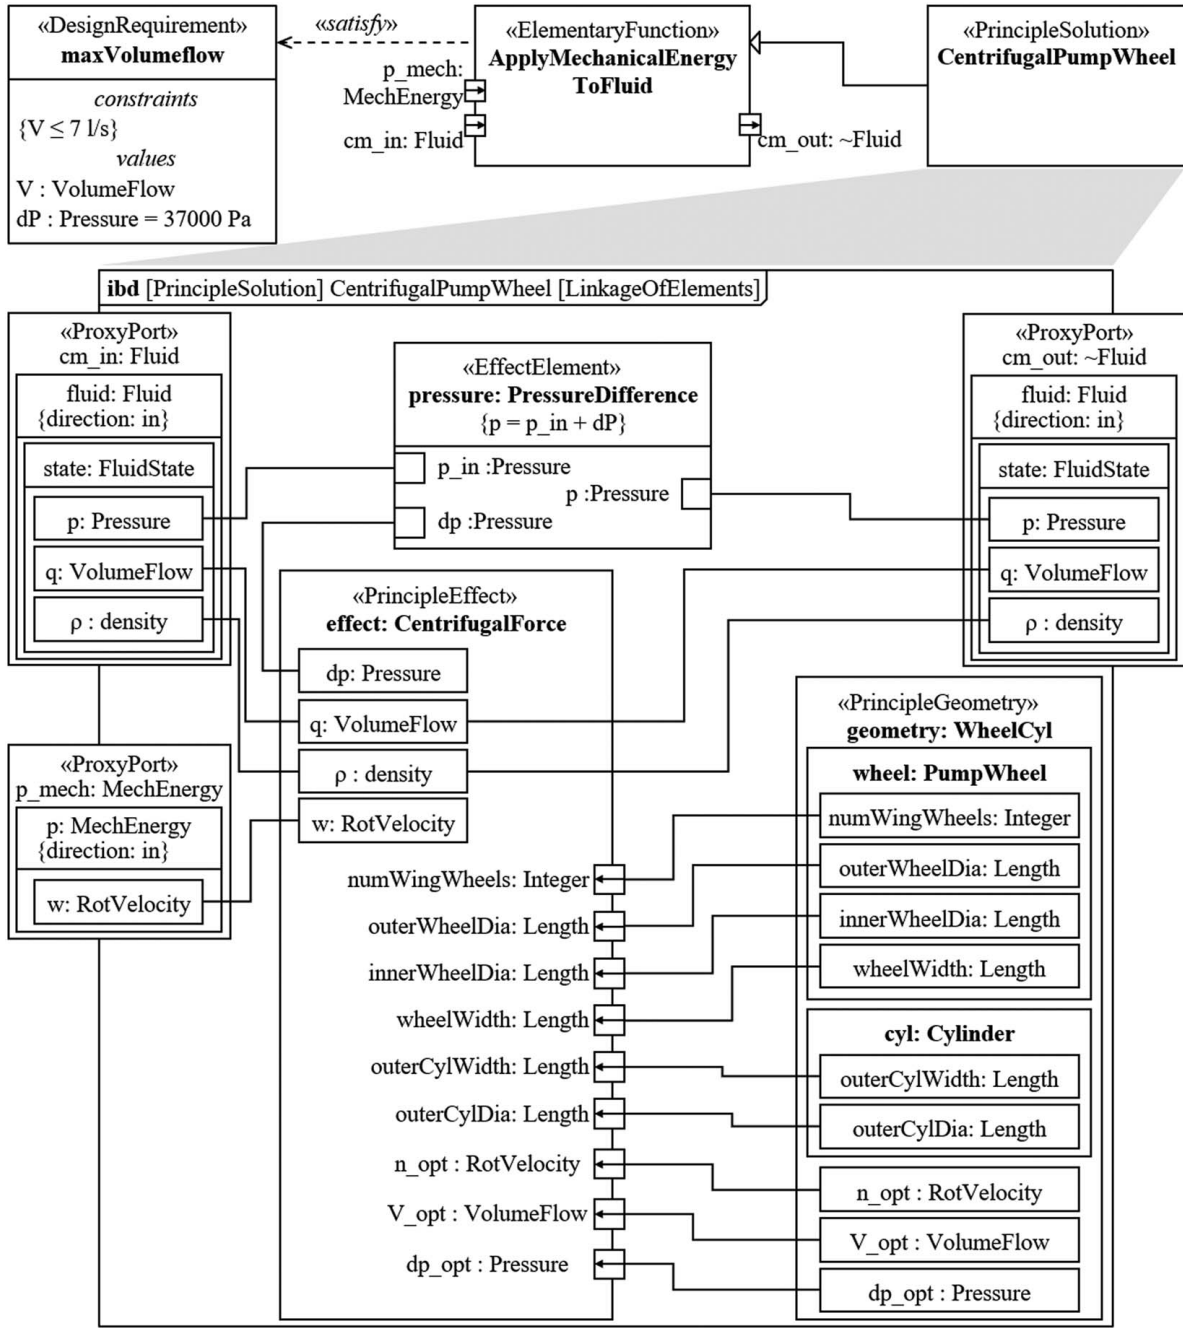 «DesignRequirement»
maxVolumeflow
constraints
{V ≤ 7 l/s}
values
V : VolumeFlow
dP : Pressure = 37000 Pa
«satisfy»
«ElementaryFunction»
ApplyMechanicalEnergy
ToFluid
p_mech:
MechEnergy
cm_in: Fluid
cm_out: ~Fluid
«PrincipleSolution»
CentrifugalPumpWheel
ibd [PrincipleSolution] CentrifugalPumpWheel [LinkageOfElements]
«ProxyPort»
cm_in: Fluid
fluid: Fluid
{direction: in}
state: FluidState
p: Pressure
q: VolumeFlow
ρ : density
«EffectElement»
pressure: PressureDifference
{p = p_in + dP}
p_in :Pressure
p :Pressure
dp :Pressure
«ProxyPort»
cm_out: ~Fluid
fluid: Fluid
{direction: in}
state: FluidState
p: Pressure
q: VolumeFlow
ρ : density
«PrincipleEffect»
effect: CentrifugalForce
dp: Pressure
q: VolumeFlow
ρ : density
w: RotVelocity
numWingWheels: Integer
outerWheelDia: Length
innerWheelDia: Length
wheelWidth: Length
outerCylWidth: Length
outerCylDia: Length
n_opt : RotVelocity
V_opt : VolumeFlow
dp_opt : Pressure
«ProxyPort»
p_mech: MechEnergy
p: MechEnergy
{direction: in}
w: RotVelocity
«PrincipleGeometry»
geometry: WheelCyl
wheel: PumpWheel
numWingWheels: Integer
outerWheelDia: Length
innerWheelDia: Length
wheelWidth: Length
cyl: Cylinder
outerCylWidth: Length
outerCylDia: Length
n_opt : RotVelocity
V_opt : VolumeFlow
dp_opt : Pressure